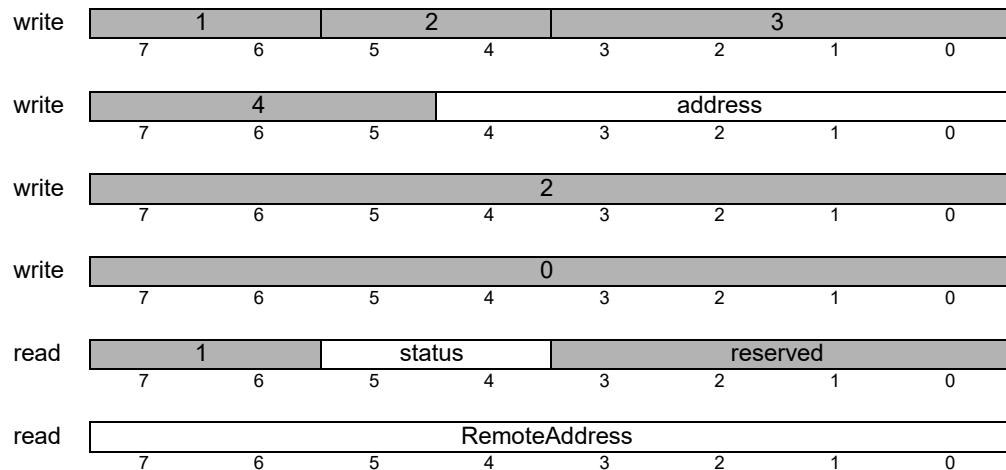 write 1 2 3
7 6 5 4 3 2 1 0
write 4 address
7 6 5 4 3 2 1 0
write 2
7 6 5 4 3 2 1 0
write 0
7 6 5 4 3 2 1 0
read 1 status reserved
7 6 5 4 3 2 1 0
read RemoteAddress
7 6 5 4 3 2 1 0